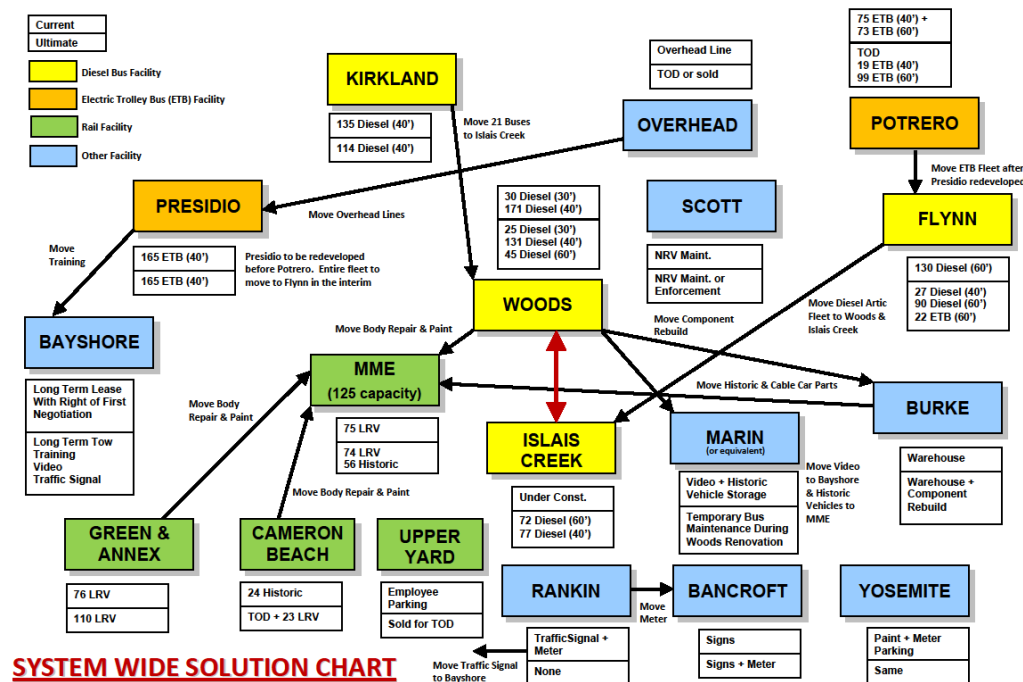 Current
Ultimate
Diesel Bus Facility
Electric Trolley Bus (ETB) Facility
Rail Facility
Other Facility
KIRKLAND
135 Diesel (40')
114 Diesel (40')
Move 21 Buses
to Islais Creek
Overhead Line
TOD or sold
OVERHEAD
75 ETB (40') +
73 ETB (60')
TOD
19 ETB (40')
99 ETB (60')
POTRERO
Move ETB Fleet after
Presidio redeveloped
PRESIDIO
Move Overhead Lines
165 ETB (40')
165 ETB (40')
Presidio to be redeveloped
before Potrero. Entire fleet to
move to Flynn in the interim
Move
Training
30 Diesel (30')
171 Diesel (40')
25 Diesel (30')
131 Diesel (40')
45 Diesel (60')
WOODS
SCOTT
NRV Maint.
NRV Maint. or
Enforcement
FLYNN
130 Diesel (60')
27 Diesel (40')
90 Diesel (60')
22 ETB (60')
Move Diesel Artic
Fleet to Woods &
Islais Creek
BAYSHORE
Long Term Lease
With Right of First
Negotiation
Long Term Tow
Training
Video
Traffic Signal
Move Body Repair & Paint
Move Component
Rebuild
MME
(125 capacity)
75 LRV
74 LRV
56 Historic
Move Body
Repair & Paint
Move Historic & Cable Car Parts
BURKE
Warehouse
Warehouse +
Component
Rebuild
ISLAIS
CREEK
Under Const.
72 Diesel (60')
77 Diesel (40')
MARIN
(or equivalent)
Video + Historic
Vehicle Storage
Temporary Bus
Maintenance During
Woods Renovation
Move Video
to Bayshore
& Historic
Vehicles to
MME
Move Body Repair & Paint
GREEN &
ANNEX
76 LRV
110 LRV
CAMERON
BEACH
24 Historic
TOD + 23 LRV
UPPER
YARD
Employee
Parking
Sold for TOD
RANKIN
TrafficSignal +
Meter
None
Move
Meter
BANCROFT
Signs
Signs + Meter
YOSEMITE
Paint + Meter
Parking
Same
Move Traffic Signal
to Bayshore
SYSTEM WIDE SOLUTION CHART